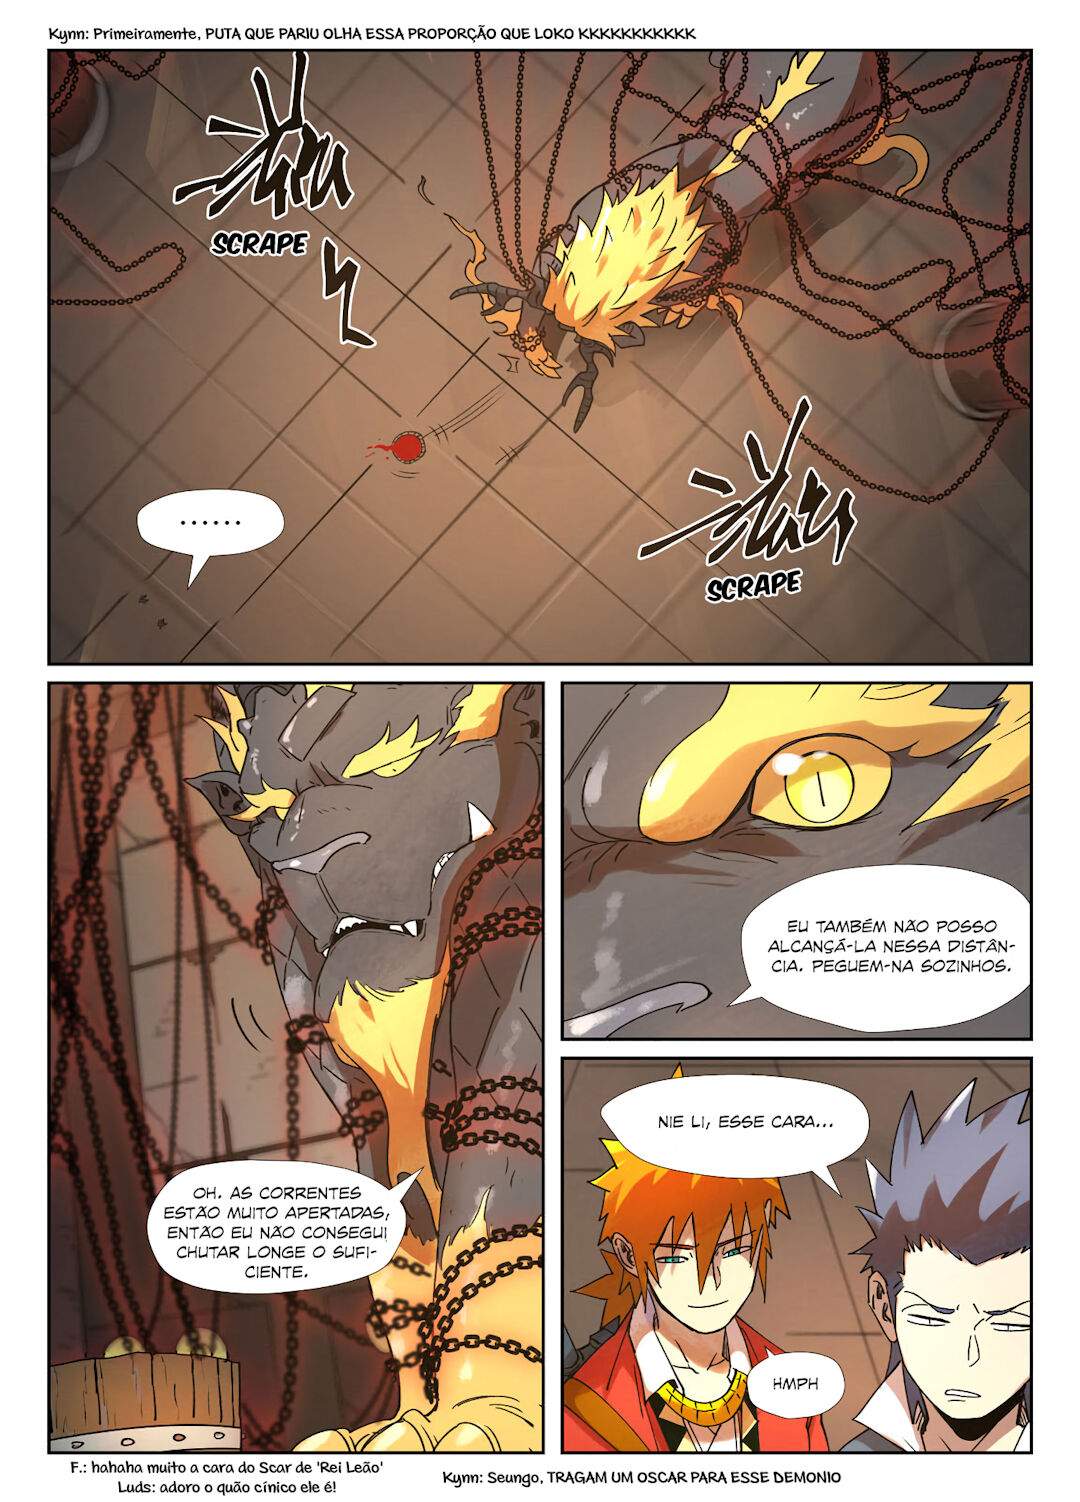 Kynn: Primeiramente, PUTA QUE PARIU OLHA ESSA PROPORÇÃO QUE LOKO KKKKKKKKKKK
SCRAPE
......
SCRAPE
EU TAMBÉM NÃO POSSO
ALCANÇÁ-LA NESSA DISTÂN-
CIA. PEGUEM-NA SOZINHOS.
OH. AS CORRENTES
ESTÃO MUITO APERTADAS,
ENTÃO EU NÃO CONSEGUI
CHUTAR LONGE O SUFI-
CIENTE.
NIE LI, ESSE CARA...
HMPH
F.: hahaha muito a cara do Scar de 'Rei Leão'
Luds: adoro o quão cínico ele é!
Kynn: Seungo, TRAGAM UM OSCAR PARA ESSE DEMONIO